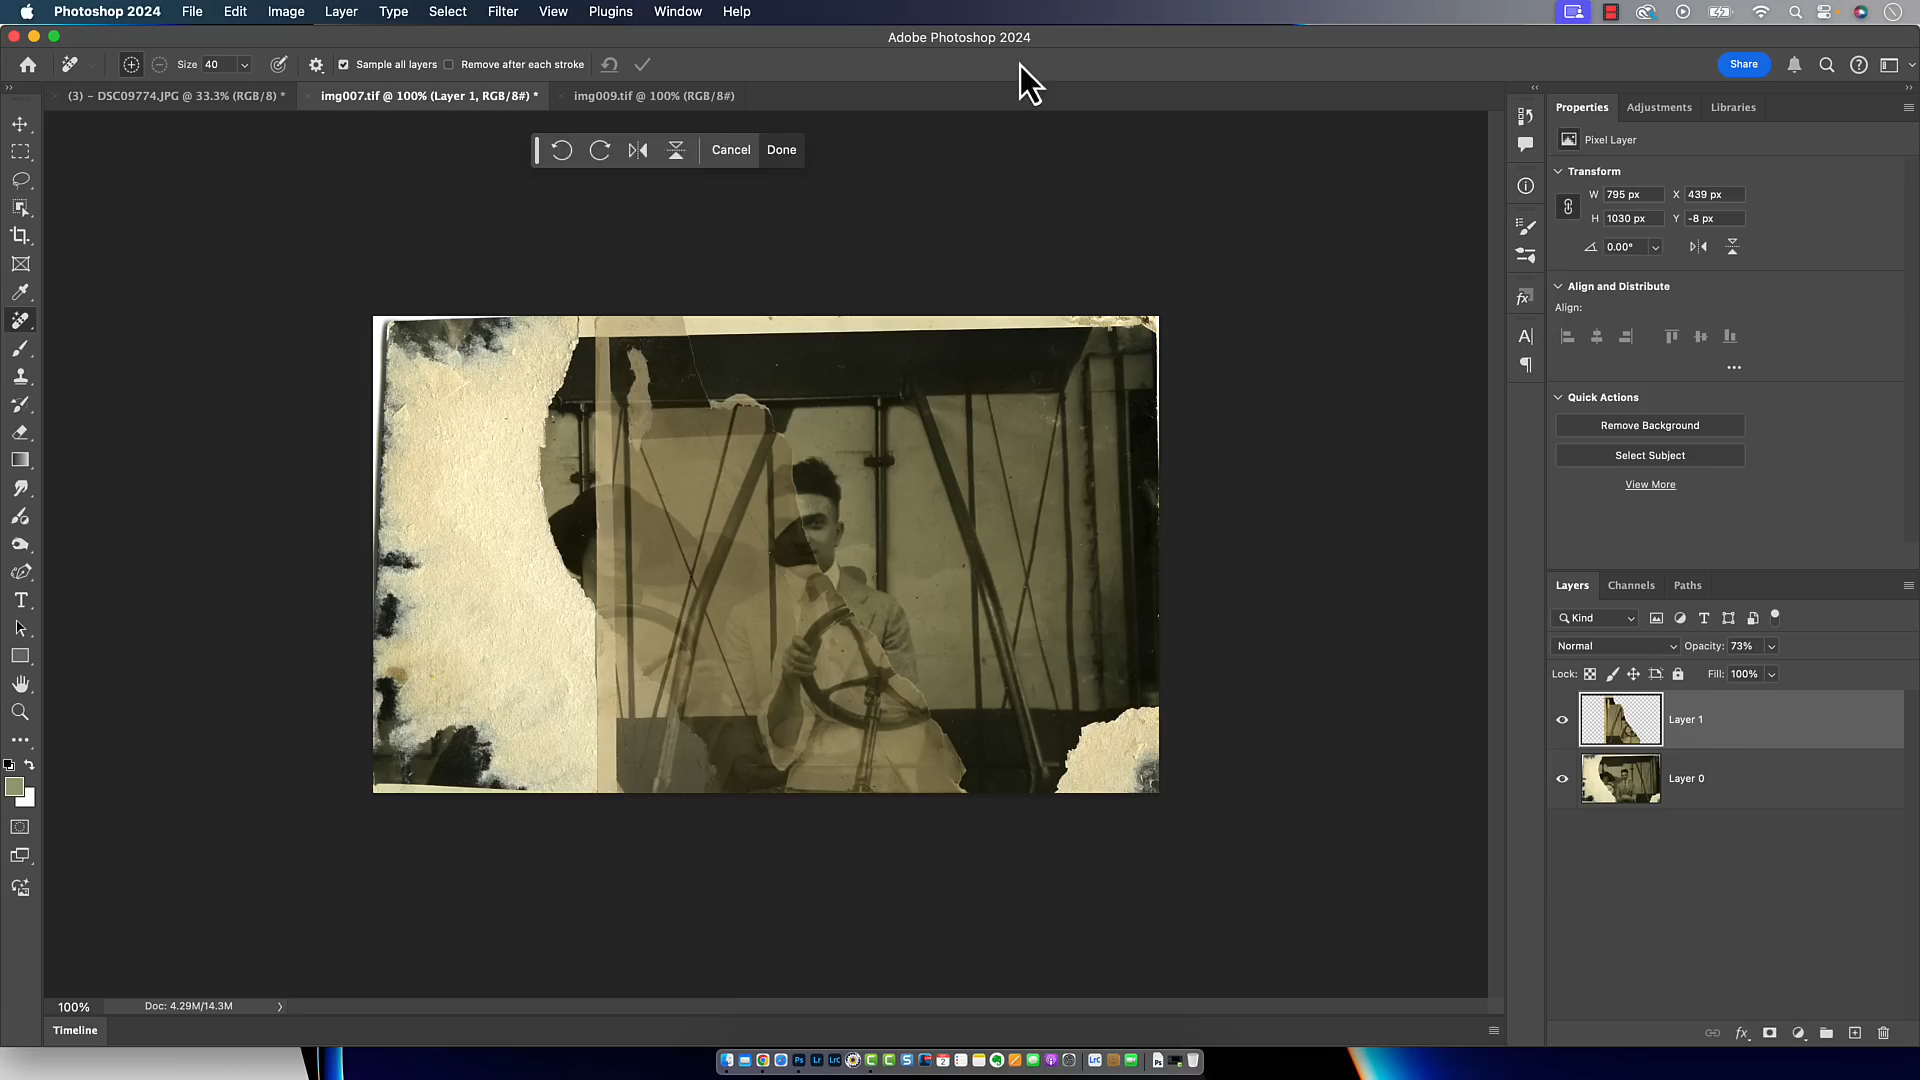 Photoshop 2024 File Edit Image Layer Type Select Filter View Plugins Window Help
Adobe Photoshop 2024
Size 40 Sample all layers Remove after each stroke Share
(3) - DSC09774.JPG @ 33.3% (RGB/8) * img007.tif @ 100% (Layer 1, RGB/8#) * img009.tif @ 100% (RGB/8#)
Cancel Done
Properties Adjustments Libraries
Pixel Layer
Transform
W 795 px X 439 px
H 1030 px Y -8 px
0.00°
Align and Distribute
Align:
Quick Actions
Remove Background
Select Subject
View More
Layers Channels Paths
Kind
Normal Opacity: 73%
Lock: Fill: 100%
Layer 1
Layer 0
100% Doc: 4.29M/14.3M
Timeline